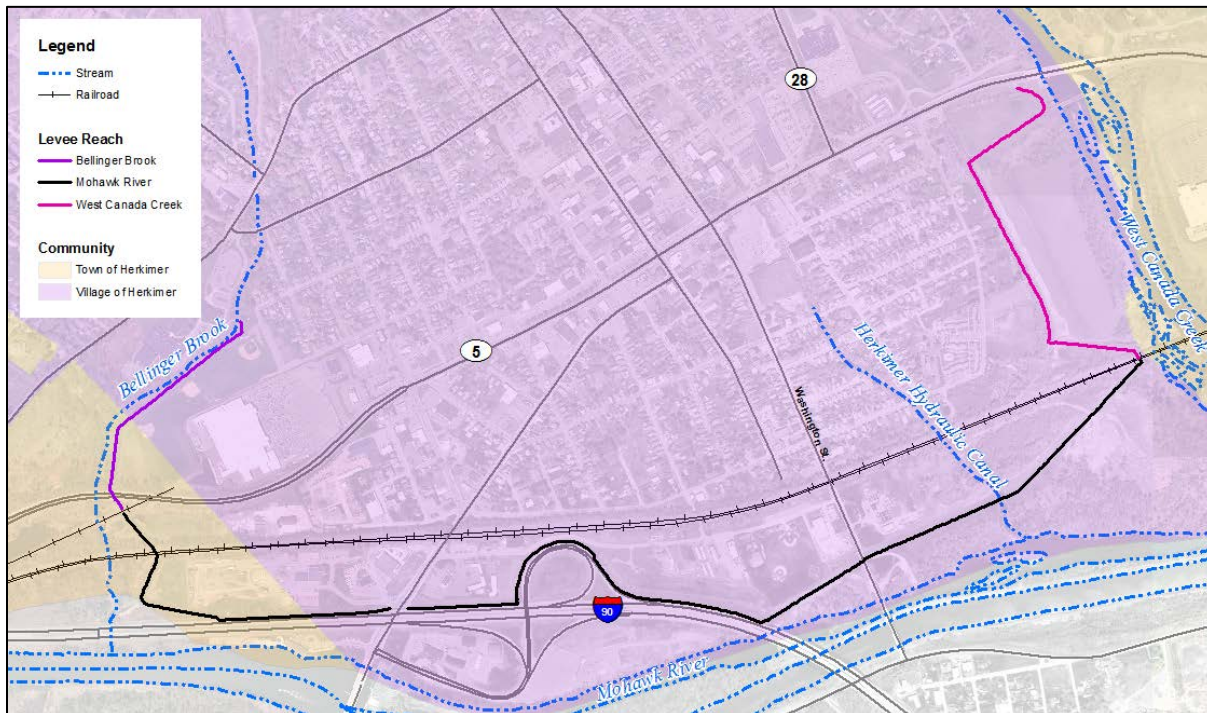 Legend
Stream
Railroad
Levee Reach
Bellinger Brook
Mohawk River
West Canada Creek
Community
Town of Herkimer
Village of Herkimer
28
West Canada Creek
Bellinger Brook
5
Herkimer Hydraulic Canal
Washington St.
90
Mohawk River